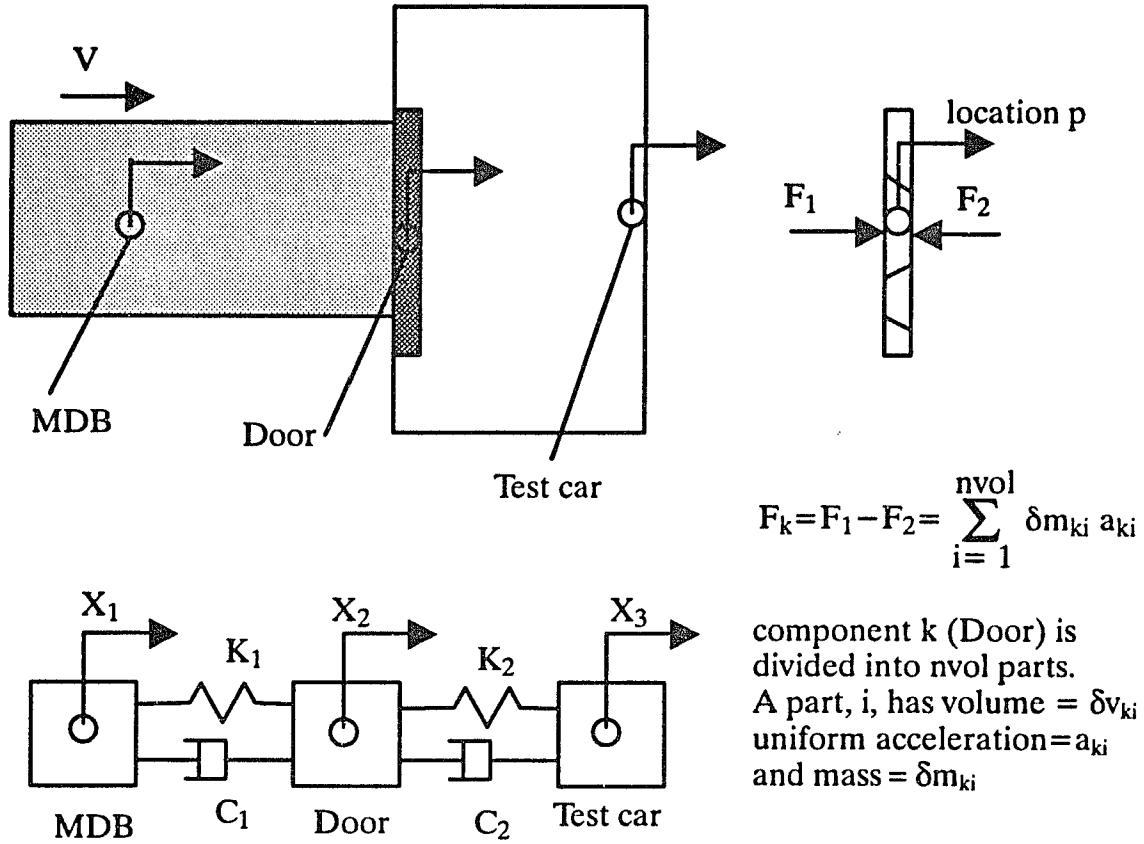 V
location p
F₁
F₂
MDB
Door
Test car
nvol
Fₖ=F₁−F₂= ∑ δmₖᵢ aₖᵢ
i= 1
X₁
X₂
X₃
K₁
K₂
C₁
C₂
MDB
Door
Test car
component k (Door) is
divided into nvol parts.
A part, i, has volume = δvₖᵢ
uniform acceleration=aₖᵢ
and mass = δmₖᵢ